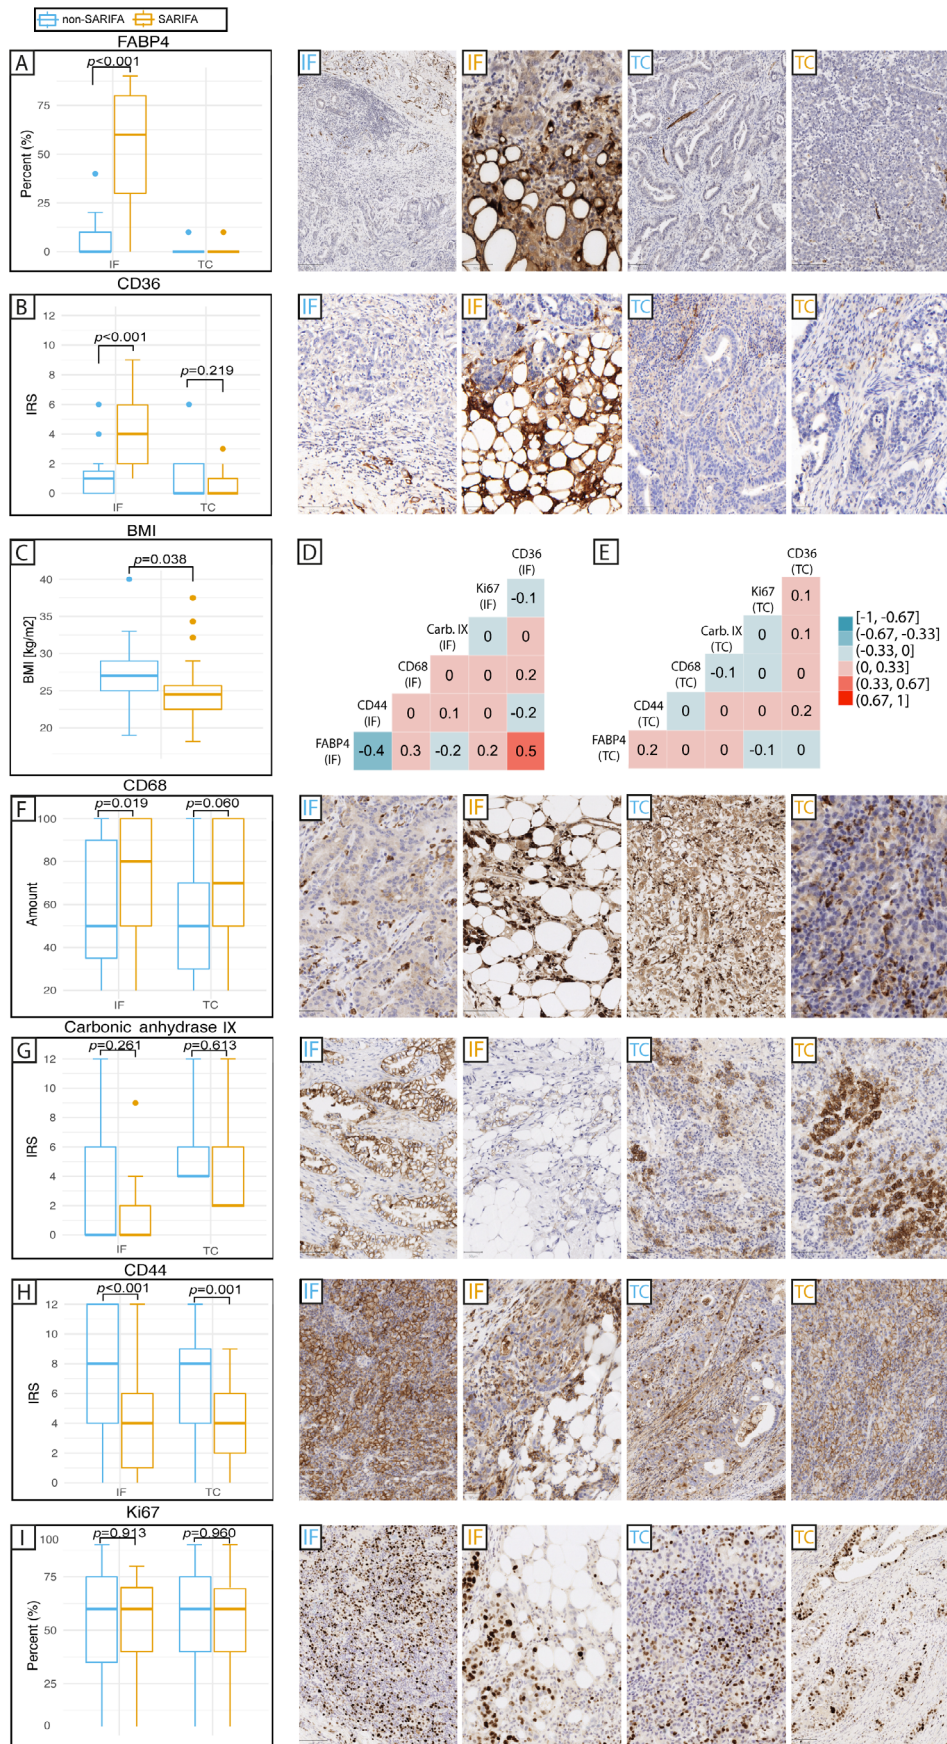 non-SARIFA SARIFA
FABP4
A
p<0.001
Percent (%)
75
50
25
0
IF TC
IF IF TC TC
CD36
B
p<0.001
p=0.219
IRS
12
10
8
6
4
2
0
IF TC
IF IF TC TC
BMI
C
p=0.038
BMI [kg/m2]
40
35
30
25
20
D
CD36
(IF)
Ki67
(IF)
-0.1
Carb. IX
(IF)
0 0
CD68
(IF)
0 0 0.2
CD44
(IF)
0 0.1 0 -0.2
FABP4
(IF)
-0.4 0.3 -0.2 0.2 0.5
E
CD36
(TC)
Ki67
(TC)
0.1
Carb. IX
(TC)
0 0.1
CD68
(TC)
-0.1 0 0
CD44
(TC)
0 0 0 0.2
FABP4
(TC)
0.2 0 0 -0.1 0
[-1, -0.67]
(-0.67, -0.33]
(-0.33, 0]
(0, 0.33]
(0.33, 0.67]
(0.67, 1]
CD68
F
p=0.019 p=0.060
Amount
100
80
60
40
20
IF TC
IF IF TC TC
Carbonic anhydrase IX
G
p=0.261 p=0.613
IRS
12
10
8
6
4
2
0
IF TC
IF IF TC TC
CD44
H
p<0.001 p=0.001
IRS
12
10
8
6
4
2
0
IF TC
IF IF TC TC
Ki67
I
p=0.913 p=0.960
Percent (%)
100
75
50
25
0
IF IF TC TC